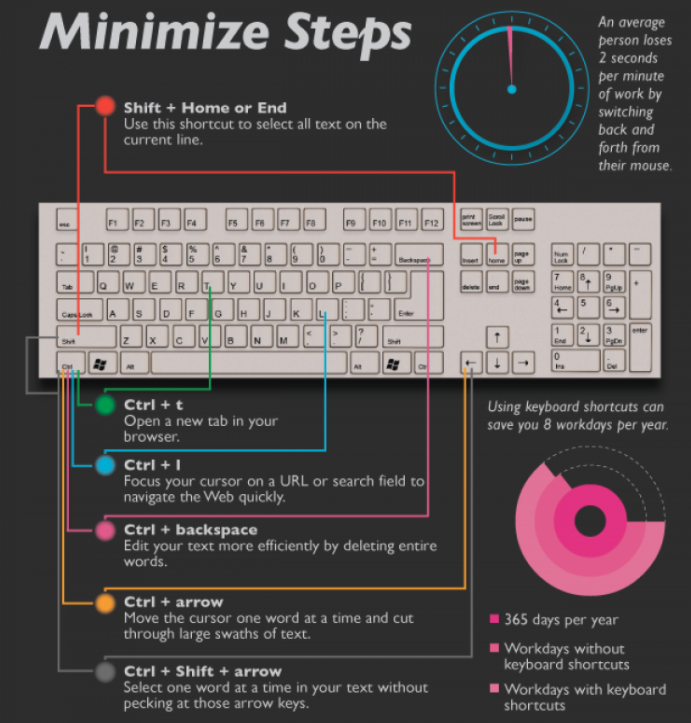 Minimize Steps
An average
person loses
2 seconds
per minute
of work by
switching
back and
forth from
their mouse.
Shift + Home or End
Use this shortcut to select all text on the
current line.
esc F1 F2 F3 F4 F5 F6 F7 F8 F9 F10 F11 F12 print screen Scroll Lock pause
~ ! 1 @ 2 # 3 $ 4 % 5 ^ 6 & 7 * 8 ( 9 ) 0 - + = Backspace insert home page up Num Lock / * -
Tab Q W E R T Y U I O P { [ } ] delete end page down 7 Home 8 ↑ 9 PgUp +
Caps Lock A S D F G H J K L : ; Enter 4 ← 5 6 →
Shift Z X C V B N M < , > . ? / Shift ↑ 1 End 2 ↓ 3 PgDn enter
Ctrl Alt Alt Ctrl ← ↓ → 0 Ins . Del
Ctrl + t
Open a new tab in your
browser.
Ctrl + l
Focus your cursor on a URL or search field to
navigate the Web quickly.
Ctrl + backspace
Edit your text more efficiently by deleting entire
words.
Ctrl + arrow
Move the cursor one word at a time and cut
through large swaths of text.
Ctrl + Shift + arrow
Select one word at a time in your text without
pecking at those arrow keys.
Using keyboard shortcuts can
save you 8 workdays per year.
365 days per year
Workdays without
keyboard shortcuts
Workdays with keyboard
shortcuts